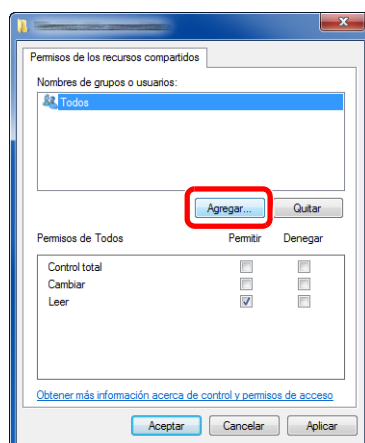 Permisos de los recursos compartidos
Nombres de grupos o usuarios:
Todos
Agregar... Quitar
Permisos de Todos Permitir Denegar
Control total
Cambiar
Leer
Obtener más información acerca de control y permisos de acceso
Aceptar Cancelar Aplicar